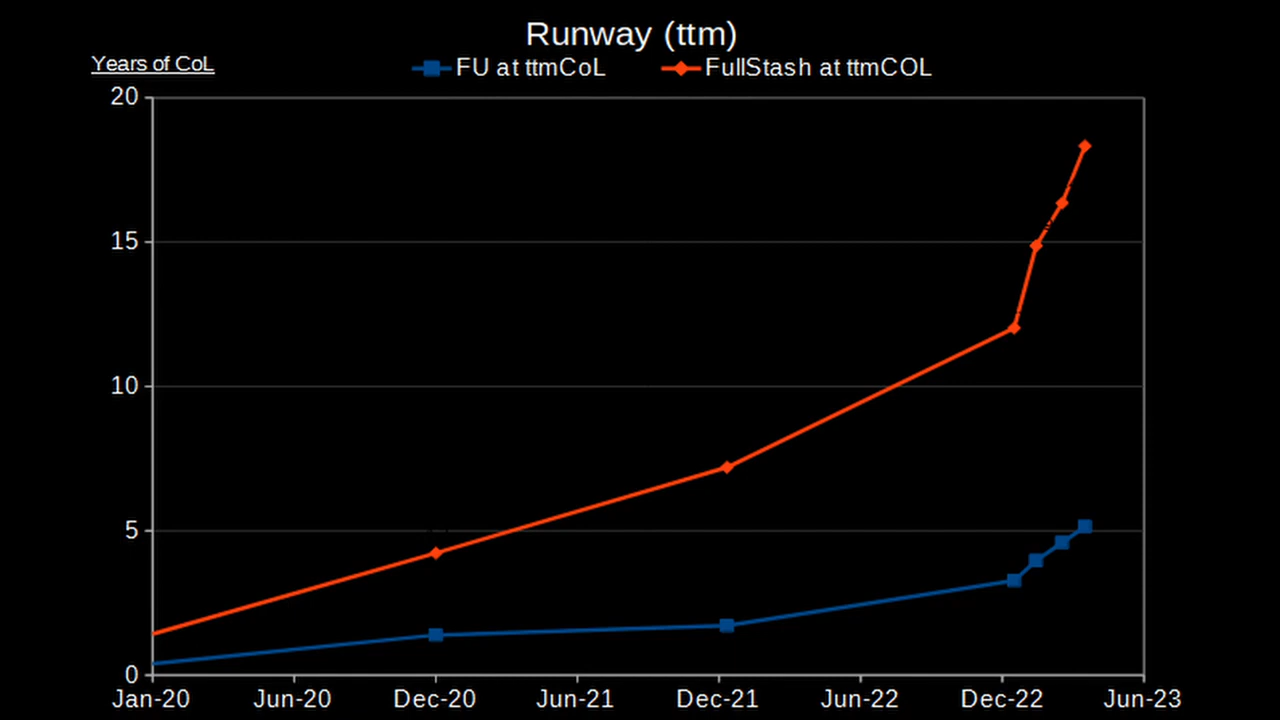 Runway (ttm)
Years of CoL
FU at ttmCoL FullStash at ttmCOL
20
15
10
5
0
Jan-20 Jun-20 Dec-20 Jun-21 Dec-21 Jun-22 Dec-22 Jun-23